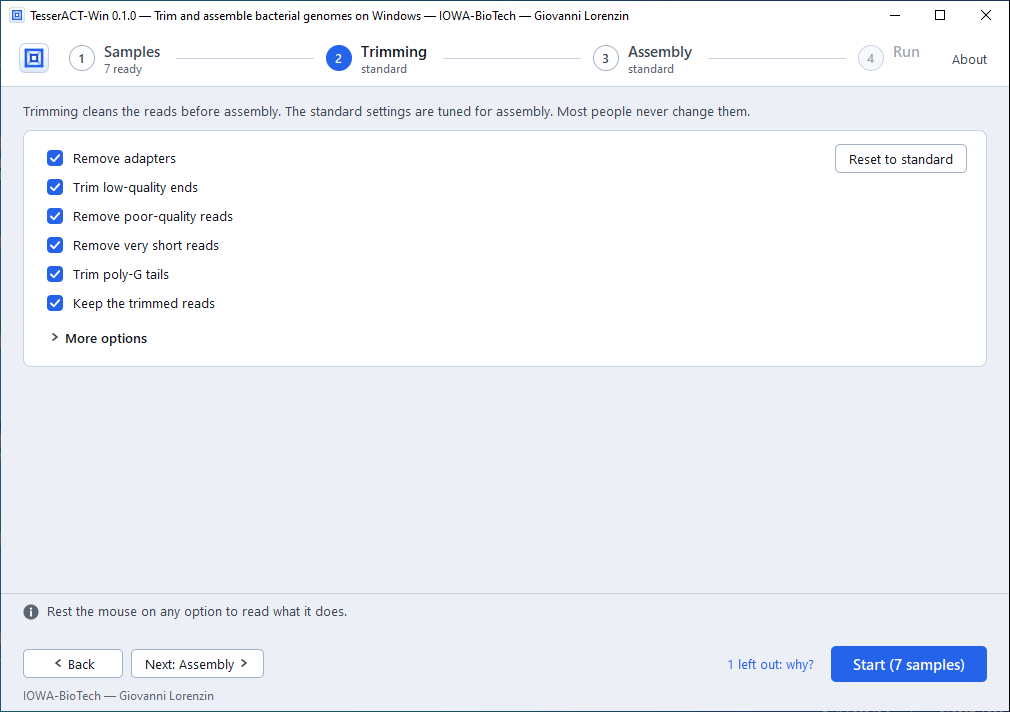 TesserACT-Win 0.1.0 — Trim and assemble bacterial genomes on Windows — IOWA-BioTech — Giovanni Lorenzin
1 Samples
7 ready
2 Trimming
standard
3 Assembly
standard
4 Run
About
Trimming cleans the reads before assembly. The standard settings are tuned for assembly. Most people never change them.
Remove adapters
Reset to standard
Trim low-quality ends
Remove poor-quality reads
Remove very short reads
Trim poly-G tails
Keep the trimmed reads
More options
Rest the mouse on any option to read what it does.
Back
Next: Assembly
1 left out: why?
Start (7 samples)
IOWA-BioTech — Giovanni Lorenzin